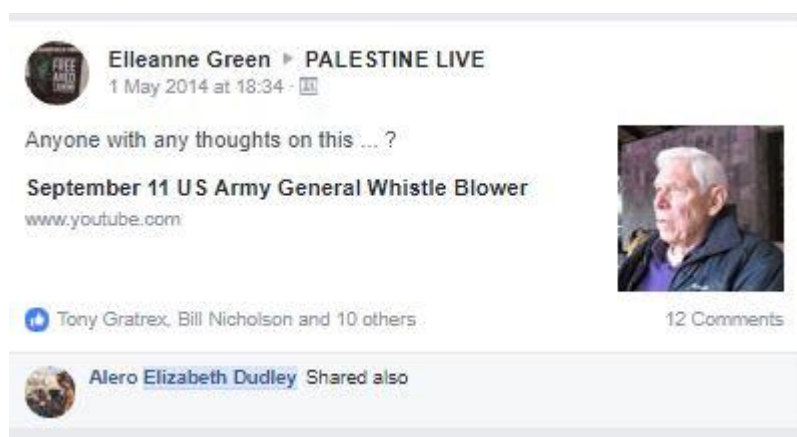 Elleanne Green ▸ PALESTINE LIVE
1 May 2014 at 18:34 ·
Anyone with any thoughts on this ... ?
September 11 US Army General Whistle Blower
www.youtube.com
Tony Gratrex, Bill Nicholson and 10 others
12 Comments
Alero Elizabeth Dudley Shared also